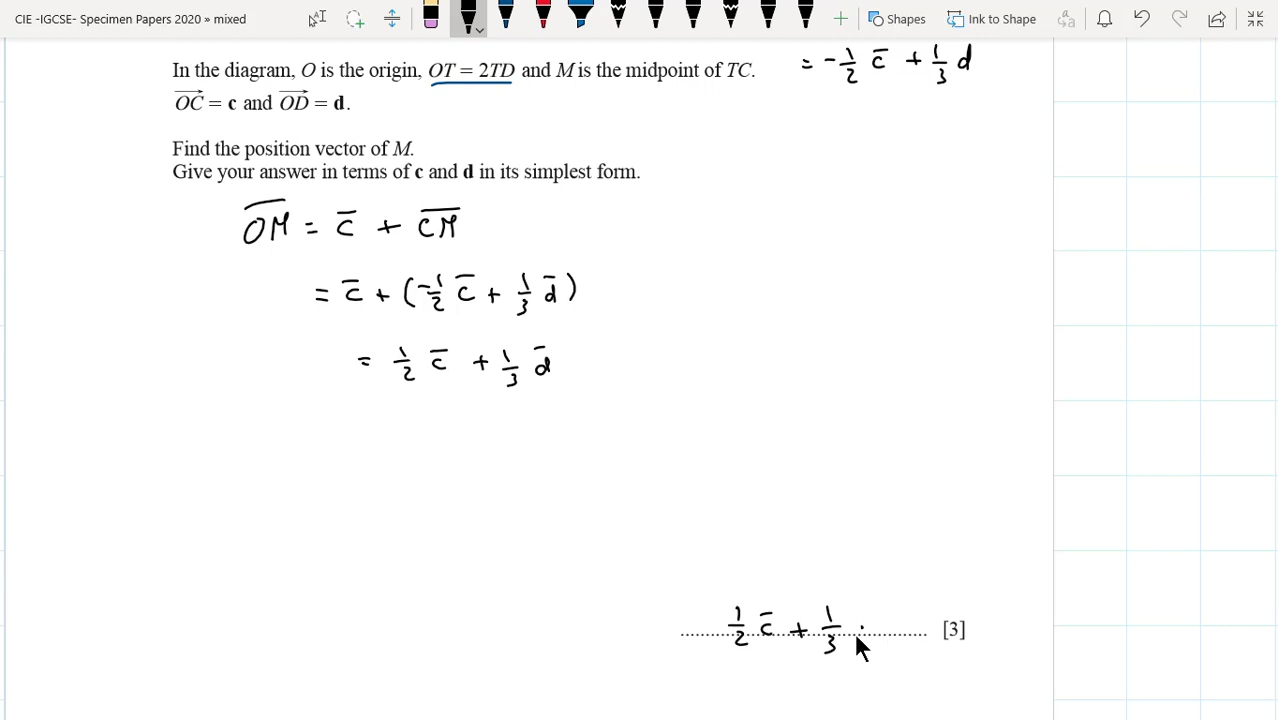 CIE -IGCSE- Specimen Papers 2020 » mixed
Shapes
Ink to Shape
= -1/2 c̄ + 1/3 d
In the diagram, O is the origin, OT = 2TD and M is the midpoint of TC.
OC⃗ = c and OD⃗ = d.
Find the position vector of M.
Give your answer in terms of c and d in its simplest form.
O̅M̅ = c̄ + C̅M̅
= c̄ + (-1/2 c̄ + 1/3 d̄)
= 1/2 c̄ + 1/3 d̄
1/2 c̄ + 1/3 [3]